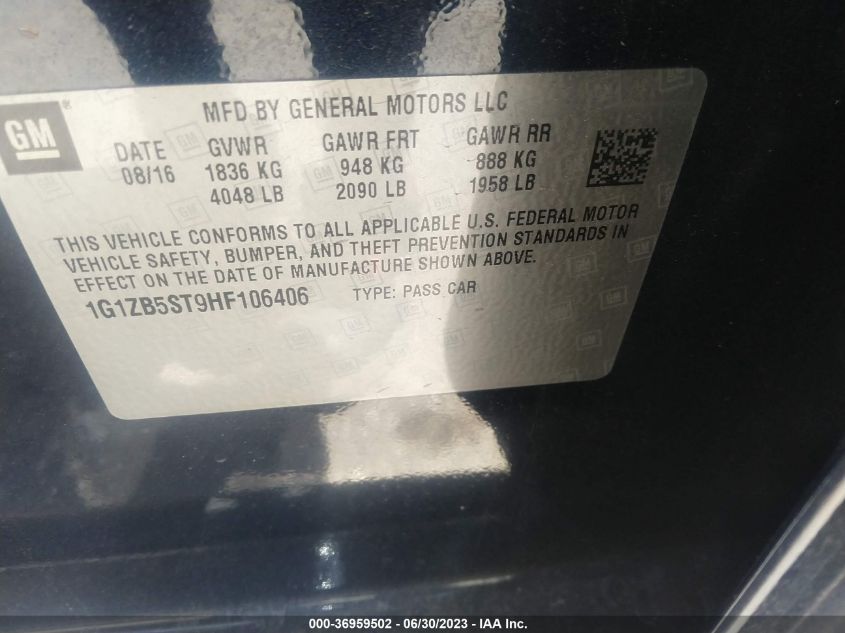 GM
®
MFD BY GENERAL MOTORS LLC
DATE GVWR GAWR FRT GAWR RR
08/16 1836 KG 948 KG 888 KG
4048 LB 2090 LB 1958 LB
THIS VEHICLE CONFORMS TO ALL APPLICABLE U.S. FEDERAL MOTOR
VEHICLE SAFETY, BUMPER, AND THEFT PREVENTION STANDARDS IN
EFFECT ON THE DATE OF MANUFACTURE SHOWN ABOVE.
1G1ZB5ST9HF106406 TYPE: PASS CAR
000-36959502 - 06/30/2023 - IAA Inc.